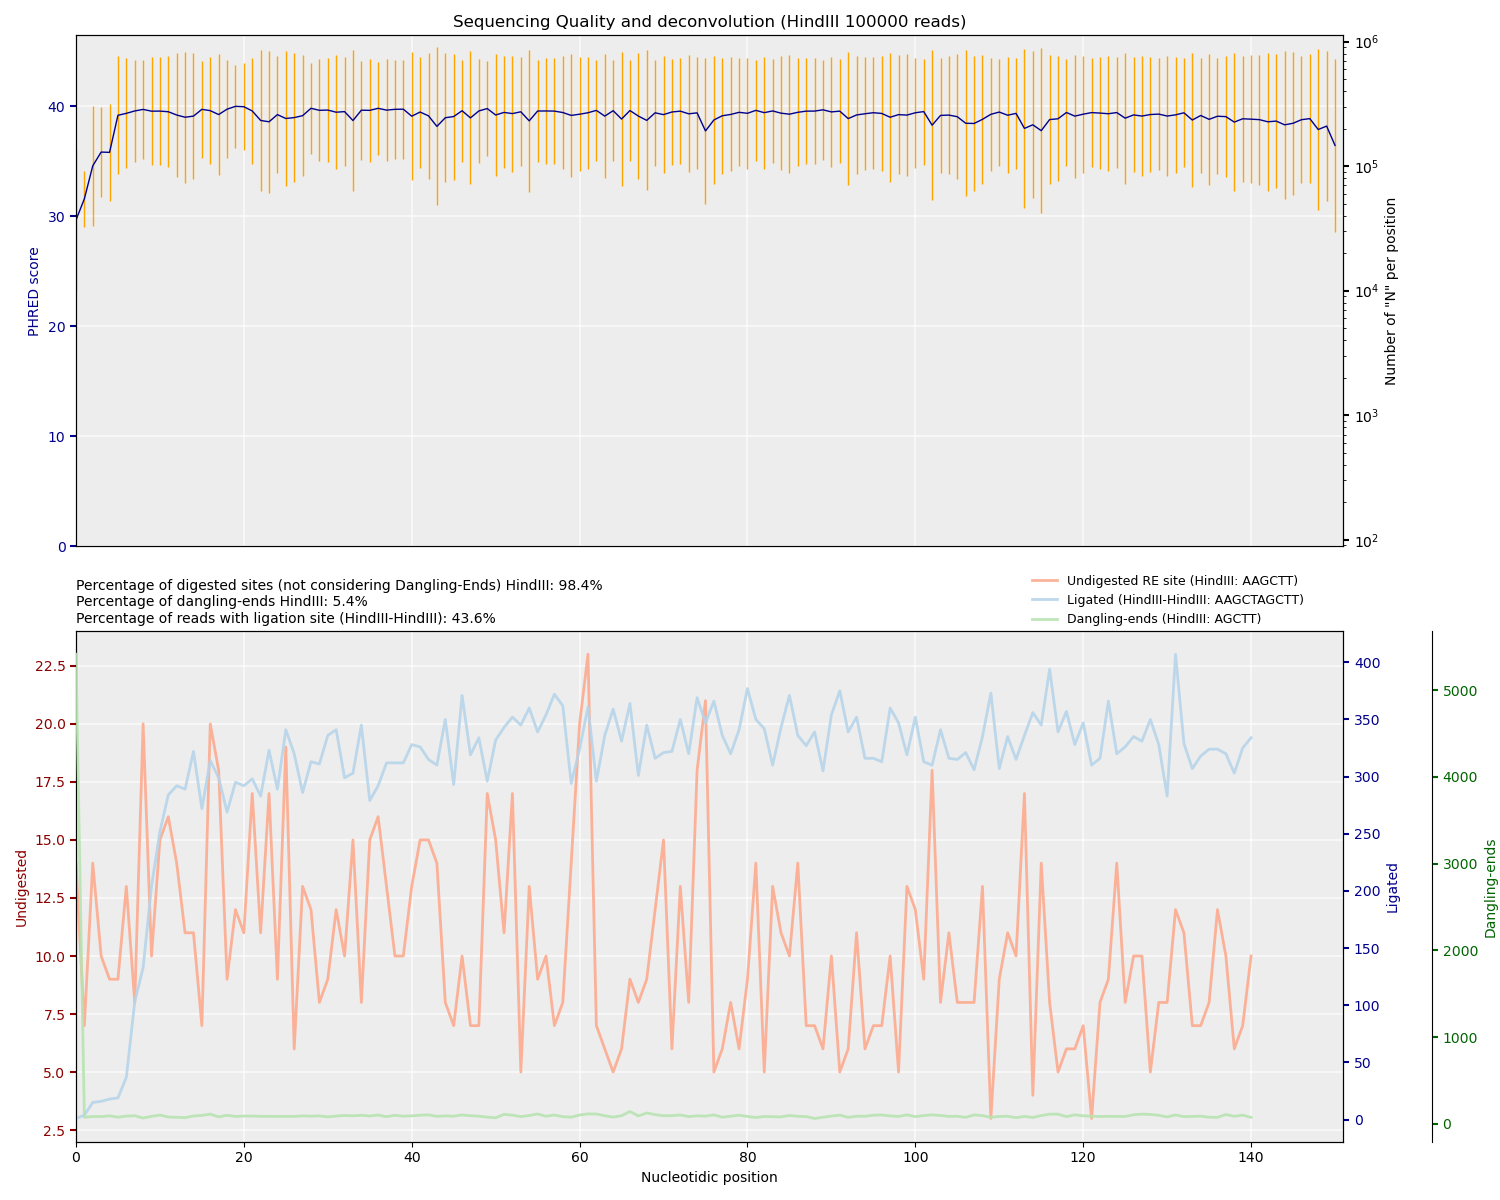 Sequencing Quality and deconvolution (HindIII 100000 reads)
40
30
20
10
0
PHRED score
10^6
10^5
10^4
10^3
10^2
Number of "N" per position
Percentage of digested sites (not considering Dangling-Ends) HindIII: 98.4%
Percentage of dangling-ends HindIII: 5.4%
Percentage of reads with ligation site (HindIII-HindIII): 43.6%
Undigested RE site (HindIII: AAGCTT)
Ligated (HindIII-HindIII: AAGCTAGCTT)
Dangling-ends (HindIII: AGCTT)
22.5
20.0
17.5
15.0
12.5
10.0
7.5
5.0
2.5
Undigested
400
350
300
250
200
150
100
50
0
Ligated
5000
4000
3000
2000
1000
0
Dangling-ends
0 20 40 60 80 100 120 140
Nucleotidic position